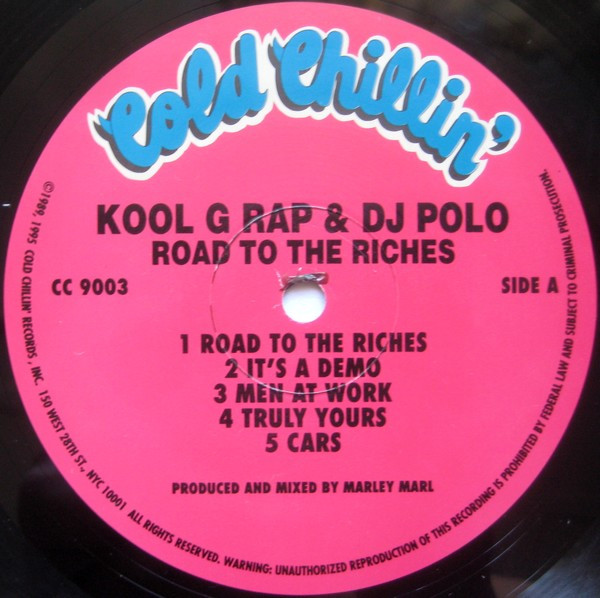 Cold Chillin'
KOOL G RAP & DJ POLO
ROAD TO THE RICHES
CC 9003
SIDE A
1 ROAD TO THE RICHES
2 IT'S A DEMO
3 MEN AT WORK
4 TRULY YOURS
5 CARS
PRODUCED AND MIXED BY MARLEY MARL
©1989, 1995 COLD CHILLIN' RECORDS, INC. 150 WEST 28TH ST., NYC 10001 ALL RIGHTS RESERVED. WARNING: UNAUTHORIZED REPRODUCTION OF THIS RECORDING IS PROHIBITED BY FEDERAL LAW AND SUBJECT TO CRIMINAL PROSECUTION.